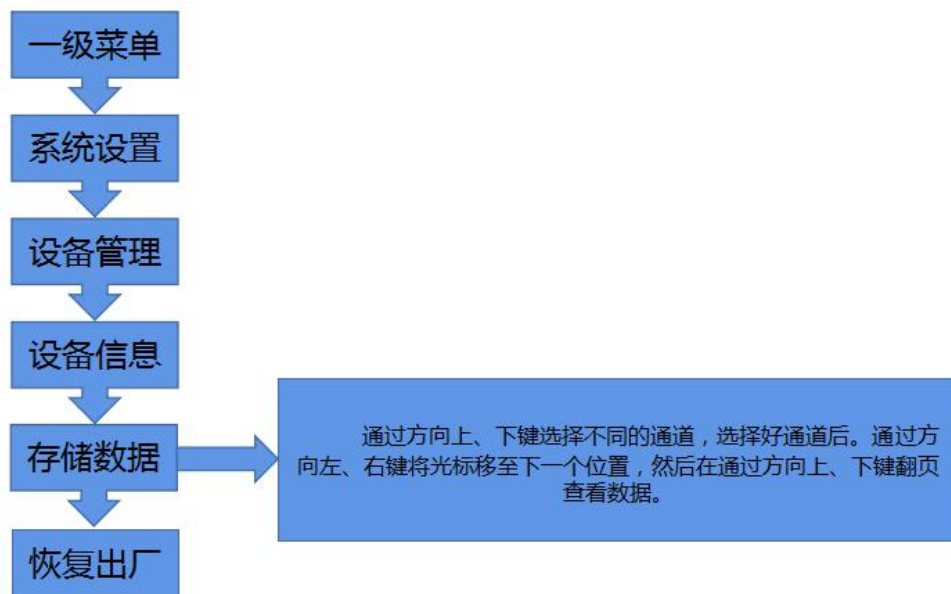 一级菜单
系统设置
设备管理
设备信息
存储数据
通过方向上、下键选择不同的通道，选择好通道后。通过方
向左、右键将光标移至下一个位置，然后在通过方向上、下键翻页
查看数据。
恢复出厂